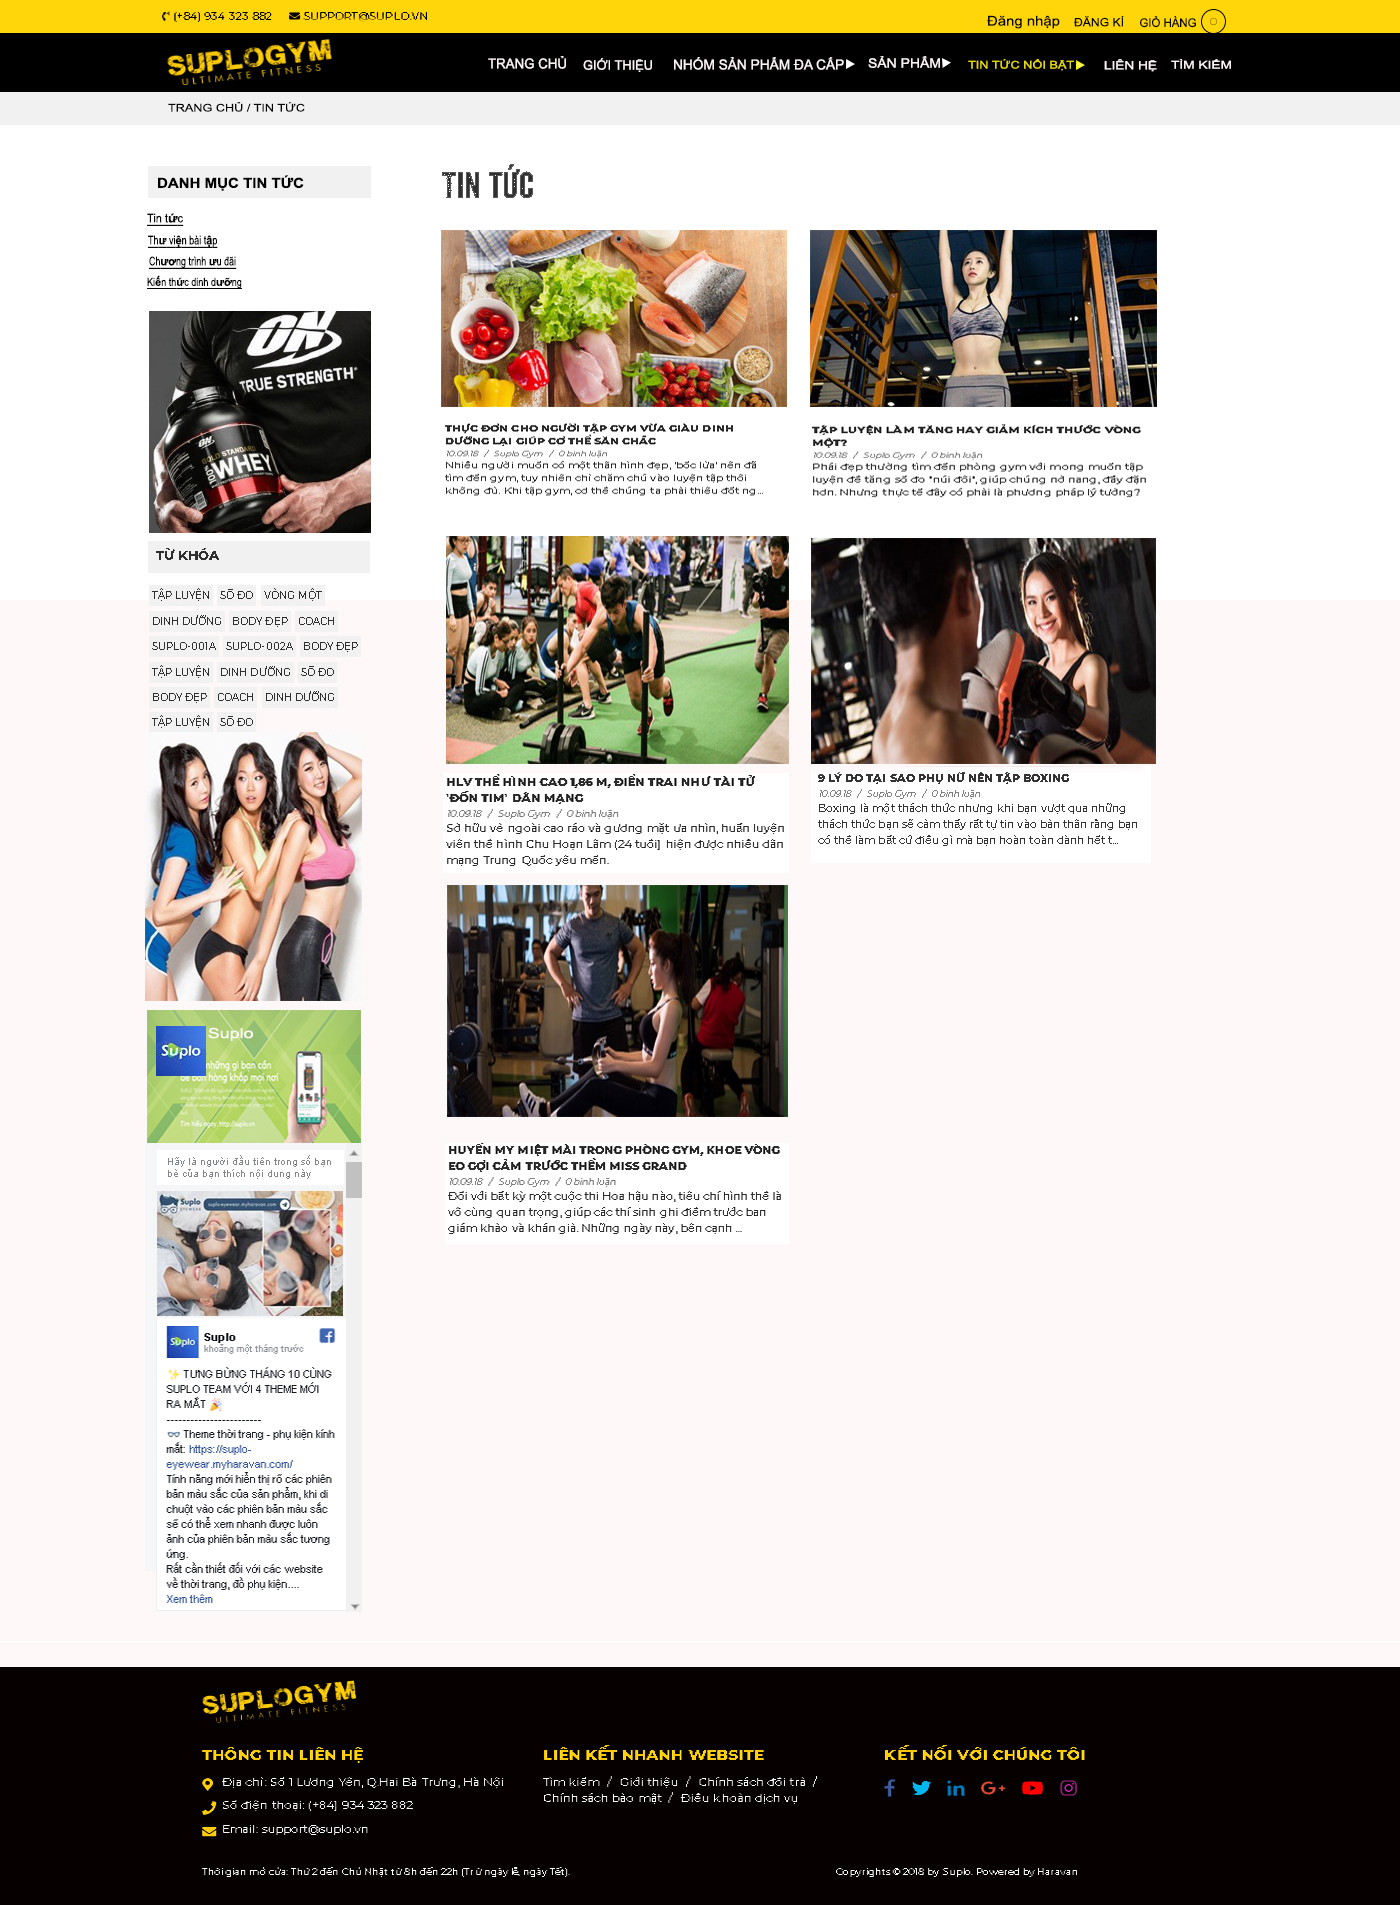 (+84) 934 323 882 SUPPORT@SUPLO.VN
Đăng nhập ĐĂNG KÍ GIỎ HÀNG 0
SUPLOGYM
ULTIMATE FITNESS
TRANG CHỦ GIỚI THIỆU NHÓM SẢN PHẨM ĐA CẤP SẢN PHẨM TIN TỨC NỔI BẬT LIÊN HỆ TÌM KIẾM
TRANG CHỦ / TIN TỨC
DANH MỤC TIN TỨC
Tin tức
Thư viện bài tập
Chương trình ưu đãi
Kiến thức dinh dưỡng
ON
TRUE STRENGTH
ON
GOLD STANDARD
100%
WHEY
TỪ KHÓA
TẬP LUYỆN SỐ ĐO VÒNG MỘT
DINH DƯỠNG BODY ĐẸP COACH
SUPLO-001A SUPLO-002A BODY ĐẸP
TẬP LUYỆN DINH DƯỠNG SỐ ĐO
BODY ĐẸP COACH DINH DƯỠNG
TẬP LUYỆN SỐ ĐO
Suplo
Suplo
những gì bạn cần
để bán hàng khắp mọi nơi
Hãy là người đầu tiên trong số bạn
bè của bạn thích nội dung này
Suplo
EYEWEAR
suplo-eyewear.myharavan.com
Suplo
Suplo
khoảng một tháng trước
✨ TƯNG BỪNG THÁNG 10 CÙNG
SUPLO TEAM VỚI 4 THEME MỚI
RA MẮT 🎉
------------------------
👓 Theme thời trang - phụ kiện kính
mắt: https://suplo-
eyewear.myharavan.com/
Tính năng mới hiển thị rõ các phiên
bản màu sắc của sản phẩm, khi di
chuột vào các phiên bản màu sắc
sẽ có thể xem nhanh được luôn
ảnh của phiên bản màu sắc tương
ứng.
Rất cần thiết đối với các website
về thời trang, đồ phụ kiện....
Xem thêm
TIN TỨC
THỰC ĐƠN CHO NGƯỜI TẬP GYM VỪA GIÀU DINH
DƯỠNG LẠI GIÚP CƠ THỂ SĂN CHẮC
10.09.18 / Suplo Gym / 0 bình luận
Nhiều người muốn có một thân hình đẹp, 'bốc lửa' nên đã
tìm đến gym, tuy nhiên chỉ chăm chú vào luyện tập thôi
không đủ. Khi tập gym, cơ thể chúng ta phải thiêu đốt ng...
TẬP LUYỆN LÀM TĂNG HAY GIẢM KÍCH THƯỚC VÒNG
MỘT?
10.09.18 / Suplo Gym / 0 bình luận
Phái đẹp thường tìm đến phòng gym với mong muốn tập
luyện để tăng số đo "núi đôi", giúp chúng nở nang, đầy đặn
hơn. Nhưng thực tế đây có phải là phương pháp lý tưởng?
HLV THỂ HÌNH CAO 1,86 M, ĐIỂN TRAI NHƯ TÀI TỬ
'ĐỐN TIM' DÂN MẠNG
10.09.18 / Suplo Gym / 0 bình luận
Sở hữu vẻ ngoài cao ráo và gương mặt ưa nhìn, huấn luyện
viên thể hình Chu Hoạn Lâm (24 tuổi) hiện được nhiều dân
mạng Trung Quốc yêu mến.
9 LÝ DO TẠI SAO PHỤ NỮ NÊN TẬP BOXING
10.09.18 / Suplo Gym / 0 bình luận
Boxing là một thách thức nhưng khi bạn vượt qua những
thách thức bạn sẽ cảm thấy rất tự tin vào bản thân rằng bạn
có thể làm bất cứ điều gì mà bạn hoàn toàn dành hết t...
HUYỀN MY MIỆT MÀI TRONG PHÒNG GYM, KHOE VÒNG
EO GỢI CẢM TRƯỚC THỀM MISS GRAND
10.09.18 / Suplo Gym / 0 bình luận
Đối với bất kỳ một cuộc thi Hoa hậu nào, tiêu chí hình thể là
vô cùng quan trọng, giúp các thí sinh ghi điểm trước ban
giám khảo và khán giả. Những ngày này, bên cạnh ...
SUPLOGYM
ULTIMATE FITNESS
THÔNG TIN LIÊN HỆ
Địa chỉ: Số 1 Lương Yên, Q.Hai Bà Trưng, Hà Nội
Số điện thoại: (+84) 934 323 882
Email: support@suplo.vn
LIÊN KẾT NHANH WEBSITE
Tìm kiếm / Giới thiệu / Chính sách đổi trả /
Chính sách bảo mật / Điều khoản dịch vụ
KẾT NỐI VỚI CHÚNG TÔI
Thời gian mở cửa: Thứ 2 đến Chủ Nhật từ 8h đến 22h (Trừ ngày lễ, ngày Tết).
Copyrights © 2018 by Suplo. Powered by Haravan